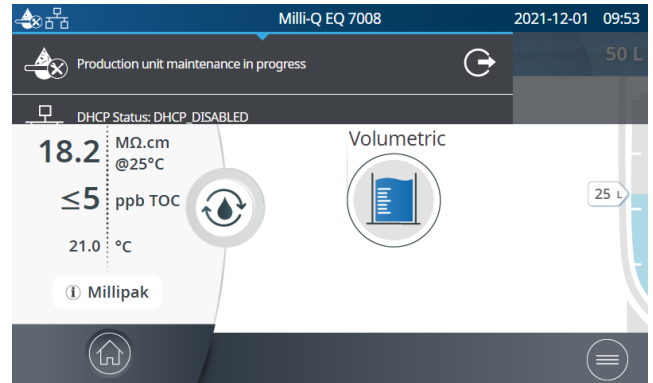 Milli-Q EQ 7008
2021-12-01 09:53
Production unit maintenance in progress
50 L
DHCP Status: DHCP_DISABLED
18.2 MΩ.cm
@25°C
≤5 ppb TOC
21.0 °C
Millipak
Volumetric
25 L